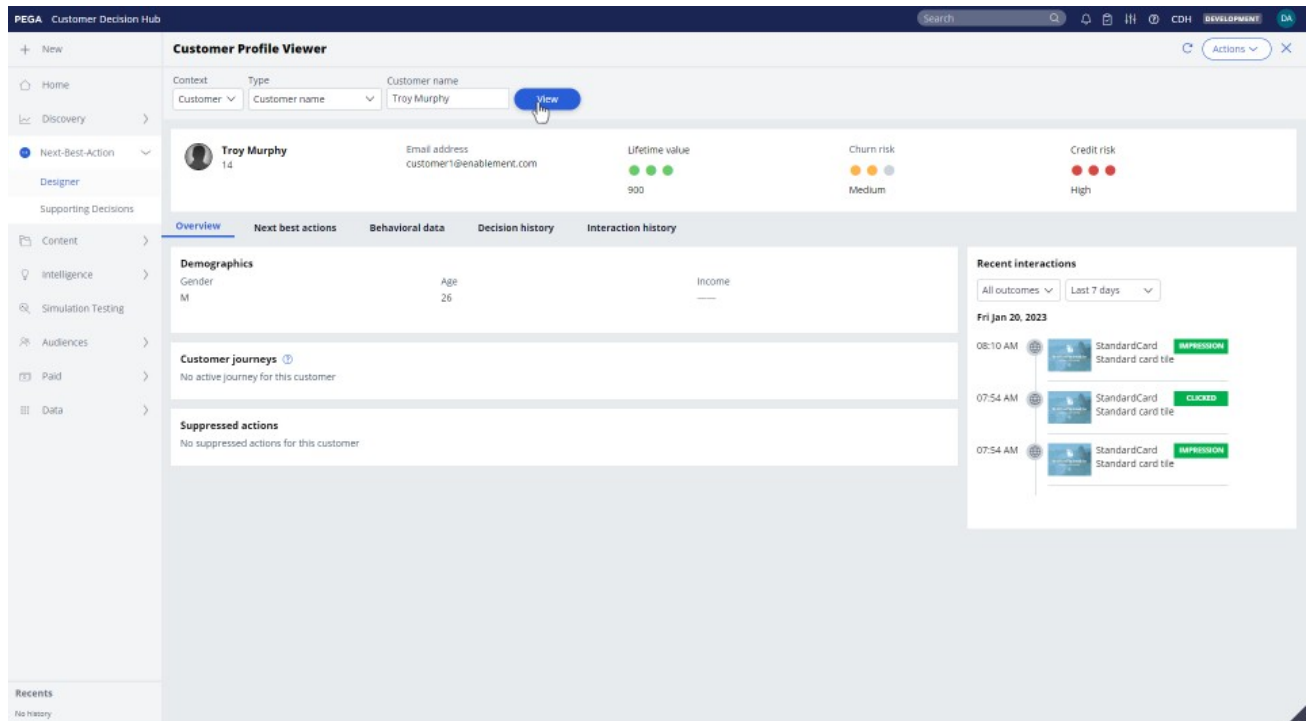 PEGA Customer Decision Hub
Search
CDH DEVELOPMENT DA
New
Home
Discovery
Next-Best-Action
Designer
Supporting Decisions
Content
Intelligence
Simulation Testing
Audiences
Paid
Data
Recents
No history
Customer Profile Viewer
Actions
Context Type Customer name
Customer Customer name Troy Murphy View
Troy Murphy
14
Email address
customer1@enablement.com
Lifetime value
900
Churn risk
Medium
Credit risk
High
Overview Next best actions Behavioral data Decision history Interaction history
Demographics
Gender Age Income
M 26 ——
Customer journeys ?
No active journey for this customer
Suppressed actions
No suppressed actions for this customer
Recent interactions
All outcomes Last 7 days
Fri Jan 20, 2023
08:10 AM StandardCard IMPRESSION
Standard card tile
07:54 AM StandardCard CLICKED
Standard card tile
07:54 AM StandardCard IMPRESSION
Standard card tile